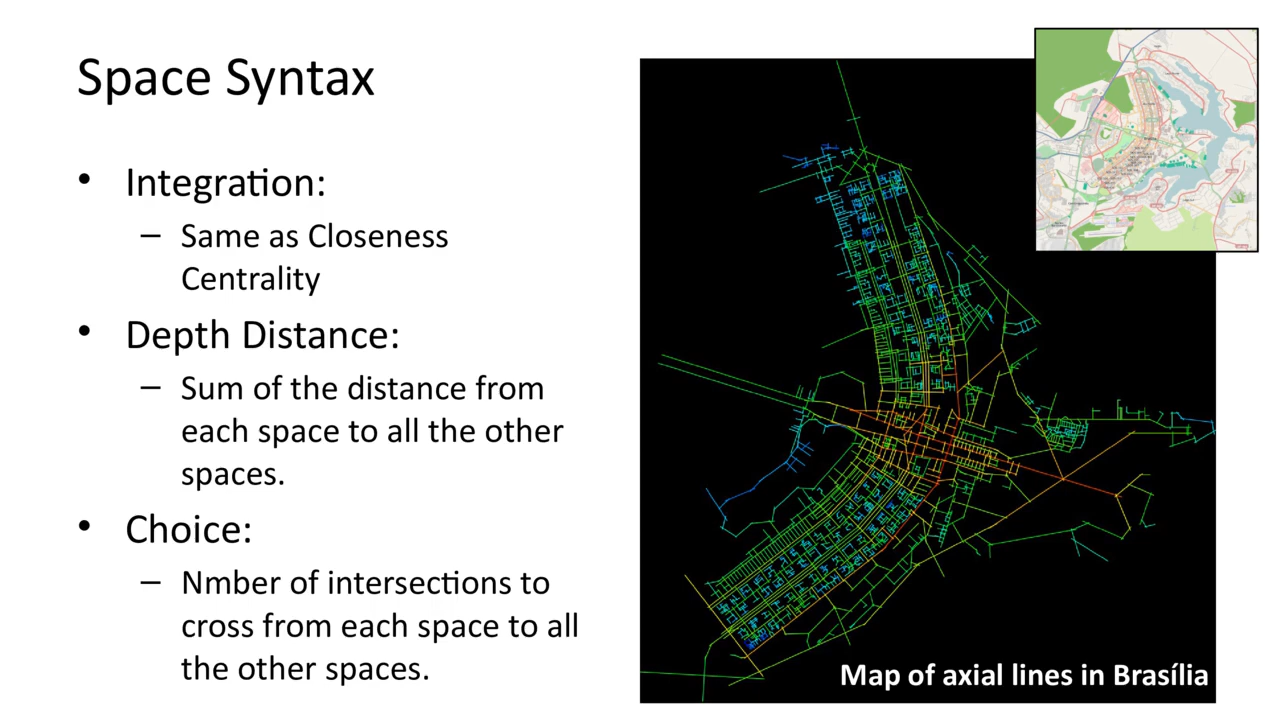 Space Syntax
• Integration:
– Same as Closeness
Centrality
• Depth Distance:
– Sum of the distance from
each space to all the other
spaces.
• Choice:
– Nmber of intersections to
cross from each space to all
the other spaces.
Map of axial lines in Brasília